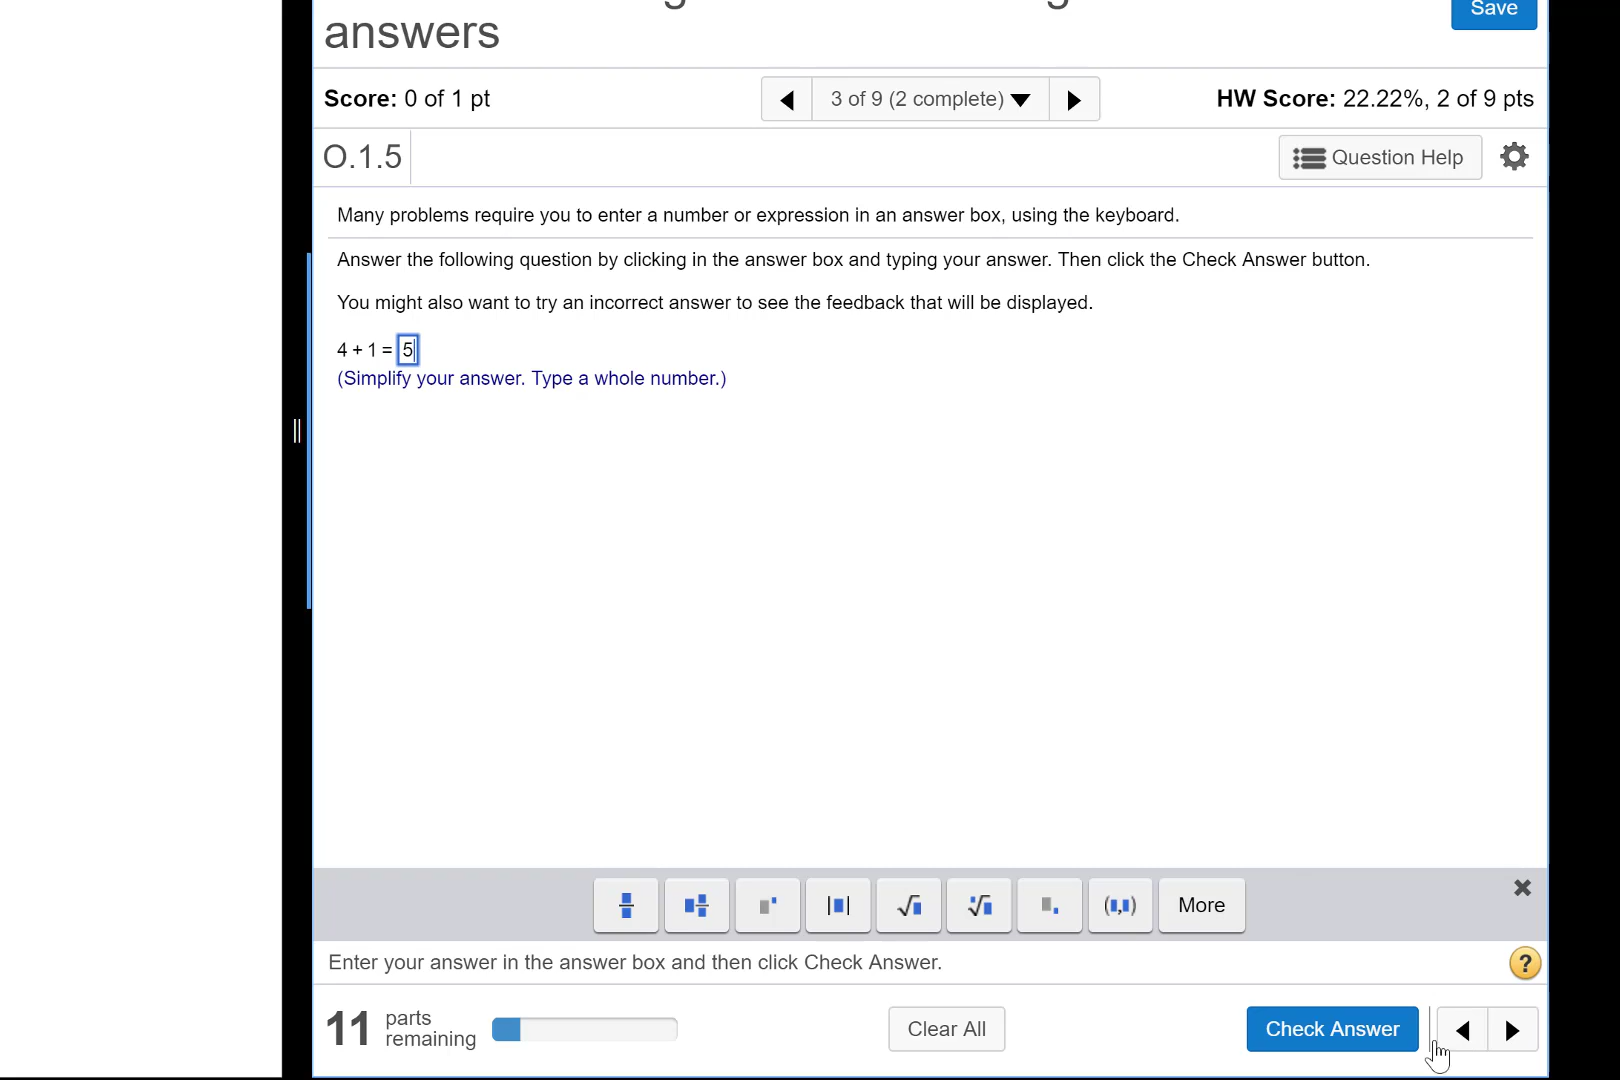 answers
Save
Score: 0 of 1 pt
3 of 9 (2 complete)
HW Score: 22.22%, 2 of 9 pts
O.1.5
Question Help
Many problems require you to enter a number or expression in an answer box, using the keyboard.
Answer the following question by clicking in the answer box and typing your answer. Then click the Check Answer button.
You might also want to try an incorrect answer to see the feedback that will be displayed.
4 + 1 = 5
(Simplify your answer. Type a whole number.)
More
Enter your answer in the answer box and then click Check Answer.
?
11 parts remaining
Clear All
Check Answer